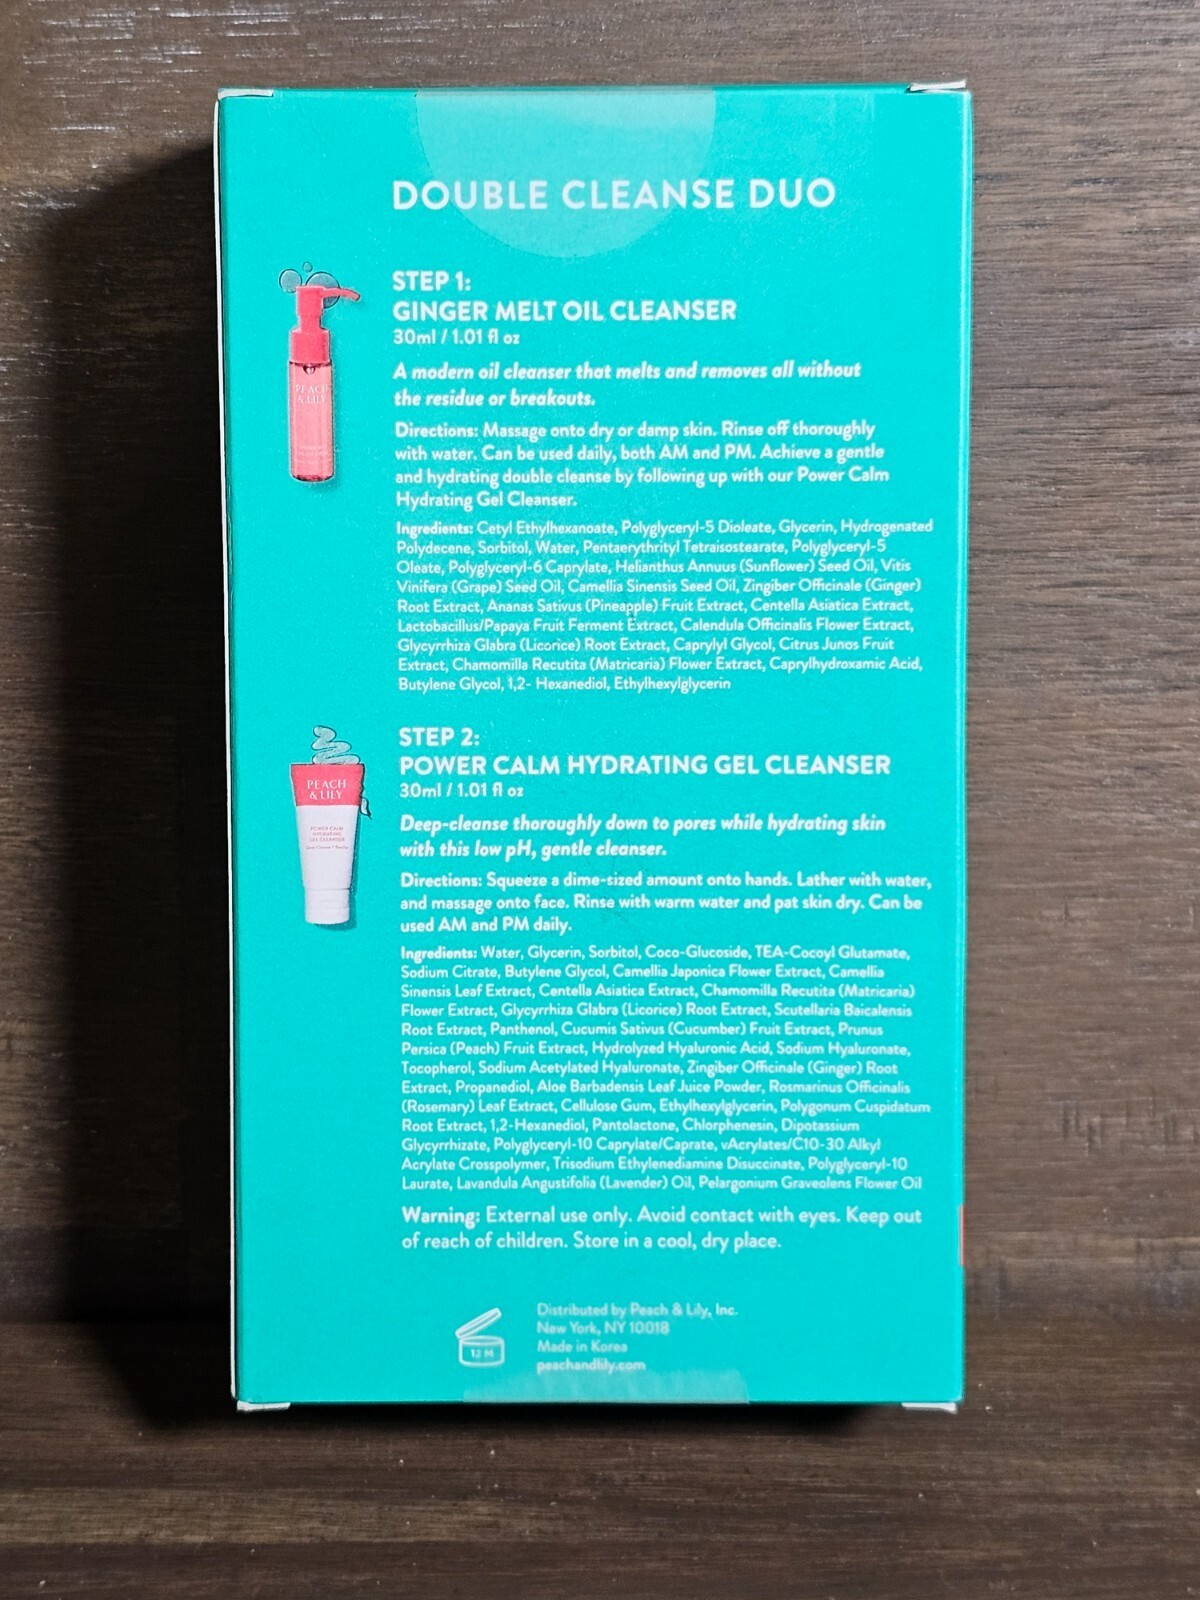 DOUBLE CLEANSE DUO
STEP 1:
GINGER MELT OIL CLEANSER
30ml / 1.01 fl oz
A modern oil cleanser that melts and removes all without
the residue or breakouts.
Directions: Massage onto dry or damp skin. Rinse off thoroughly
with water. Can be used daily, both AM and PM. Achieve a gentle
and hydrating double cleanse by following up with our Power Calm
Hydrating Gel Cleanser.
Ingredients: Cetyl Ethylhexanoate, Polyglyceryl-5 Dioleate, Glycerin, Hydrogenated
Polydecene, Sorbitol, Water, Pentaerythrityl Tetraisostearate, Polyglyceryl-5
Oleate, Polyglyceryl-6 Caprylate, Helianthus Annuus (Sunflower) Seed Oil, Vitis
Vinifera (Grape) Seed Oil, Camellia Sinensis Seed Oil, Zingiber Officinale (Ginger)
Root Extract, Ananas Sativus (Pineapple) Fruit Extract, Centella Asiatica Extract,
Lactobacillus/Papaya Fruit Ferment Extract, Calendula Officinalis Flower Extract,
Glycyrrhiza Glabra (Licorice) Root Extract, Caprylyl Glycol, Citrus Junos Fruit
Extract, Chamomilla Recutita (Matricaria) Flower Extract, Caprylhydroxamic Acid,
Butylene Glycol, 1,2- Hexanediol, Ethylhexylglycerin
PEACH
& LILY
STEP 2:
POWER CALM HYDRATING GEL CLEANSER
30ml / 1.01 fl oz
Deep-cleanse thoroughly down to pores while hydrating skin
with this low pH, gentle cleanser.
Directions: Squeeze a dime-sized amount onto hands. Lather with water,
and massage onto face. Rinse with warm water and pat skin dry. Can be
used AM and PM daily.
Ingredients: Water, Glycerin, Sorbitol, Coco-Glucoside, TEA-Cocoyl Glutamate,
Sodium Citrate, Butylene Glycol, Camellia Japonica Flower Extract, Camellia
Sinensis Leaf Extract, Centella Asiatica Extract, Chamomilla Recutita (Matricaria)
Flower Extract, Glycyrrhiza Glabra (Licorice) Root Extract, Scutellaria Baicalensis
Root Extract, Panthenol, Cucumis Sativus (Cucumber) Fruit Extract, Prunus
Persica (Peach) Fruit Extract, Hydrolyzed Hyaluronic Acid, Sodium Hyaluronate,
Tocopherol, Sodium Acetylated Hyaluronate, Zingiber Officinale (Ginger) Root
Extract, Propanediol, Aloe Barbadensis Leaf Juice Powder, Rosmarinus Officinalis
(Rosemary) Leaf Extract, Cellulose Gum, Ethylhexylglycerin, Polygonum Cuspidatum
Root Extract, 1,2-Hexanediol, Pantolactone, Chlorphenesin, Dipotassium
Glycyrrhizate, Polyglyceryl-10 Caprylate/Caprate, vAcrylates/C10-30 Alkyl
Acrylate Crosspolymer, Trisodium Ethylenediamine Disuccinate, Polyglyceryl-10
Laurate, Lavandula Angustifolia (Lavender) Oil, Pelargonium Graveolens Flower Oil
PEACH
& LILY
POWER CALM
HYDRATING
GEL CLEANSER
Warning: External use only. Avoid contact with eyes. Keep out
of reach of children. Store in a cool, dry place.
12 M
Distributed by Peach & Lily, Inc.
New York, NY 10018
Made in Korea
peachandlily.com